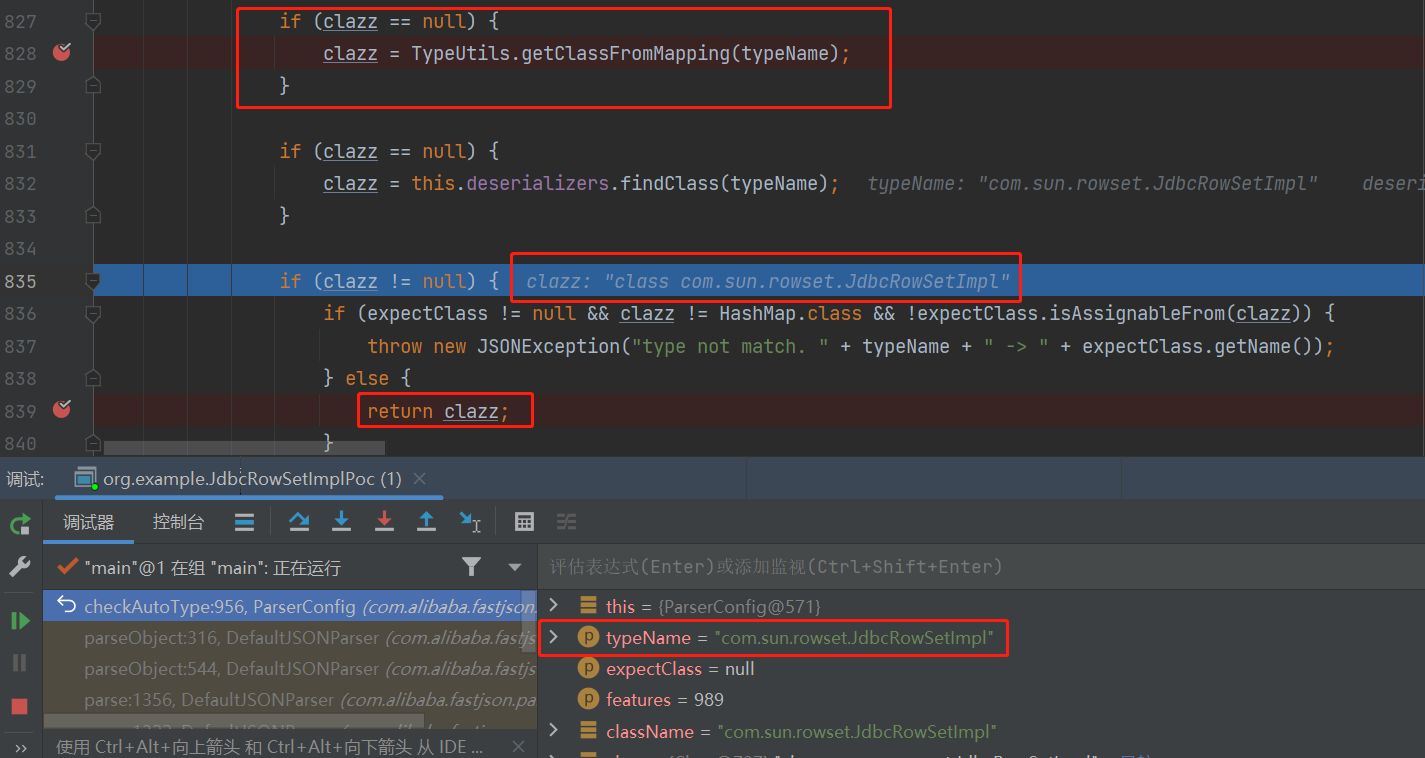 827 if (clazz == null) {
828 clazz = TypeUtils.getClassFromMapping(typeName);
829 }
830
831 if (clazz == null) {
832 clazz = this.deserializers.findClass(typeName); typeName: "com.sun.rowset.JdbcRowSetImpl" deseri
833 }
834
835 if (clazz != null) { clazz: "class com.sun.rowset.JdbcRowSetImpl"
836 if (expectClass != null && clazz != HashMap.class && !expectClass.isAssignableFrom(clazz)) {
837 throw new JSONException("type not match. " + typeName + " -> " + expectClass.getName());
838 } else {
839 return clazz;
840 }
调试: org.example.JdbcRowSetImplPoc (1)
调试器 控制台
"main"@1 在组 "main": 正在运行
评估表达式(Enter)或添加监视(Ctrl+Shift+Enter)
checkAutoType:956, ParserConfig (com.alibaba.fastjson.
this = {ParserConfig@571}
parseObject:316, DefaultJSONParser (com.alibaba.fastjs
typeName = "com.sun.rowset.JdbcRowSetImpl"
parseObject:544, DefaultJSONParser (com.alibaba.fastjs
expectClass = null
parse:1356, DefaultJSONParser (com.alibaba.fastjson.pa
features = 989
className = "com.sun.rowset.JdbcRowSetImpl"
使用 Ctrl+Alt+向上箭头 和 Ctrl+Alt+向下箭头 从 IDE ...